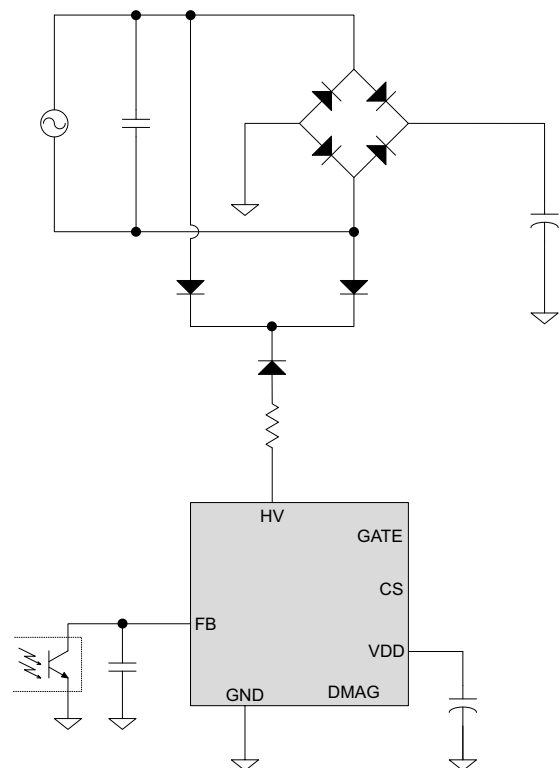 HV
GATE
CS
FB
VDD
GND
DMAG